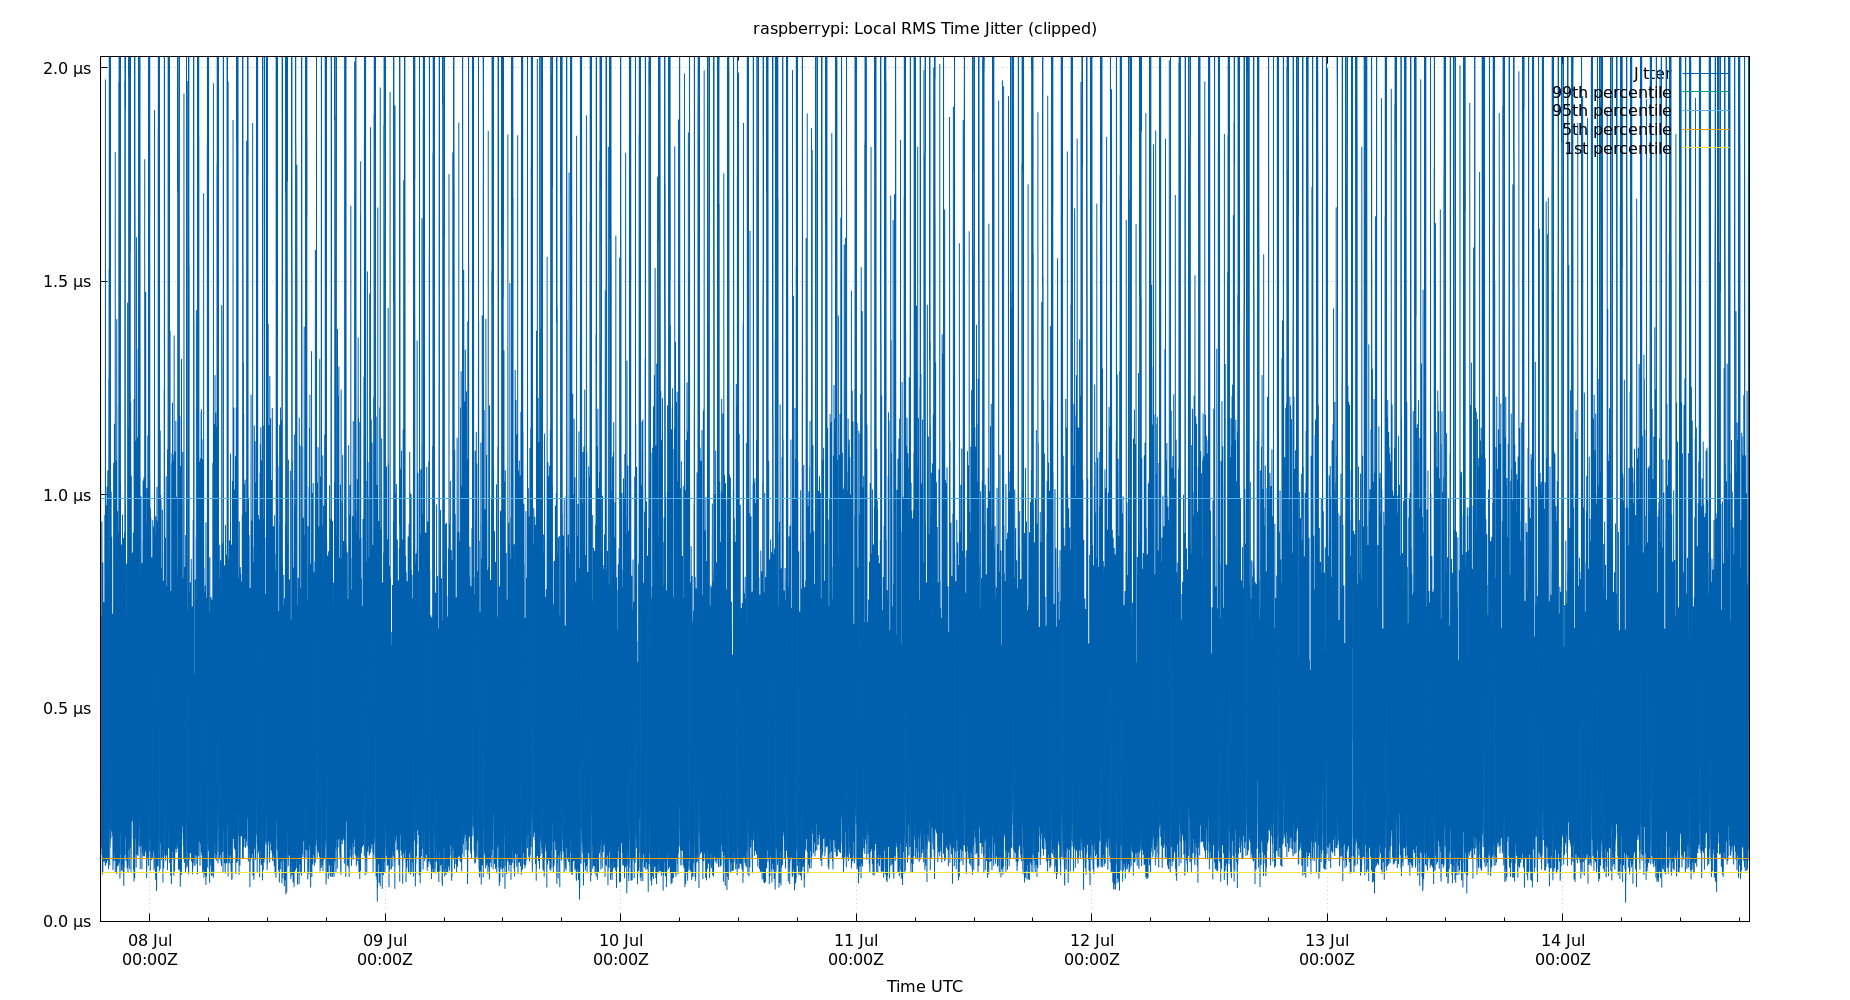 raspberrypi: Local RMS Time Jitter (clipped)
2.0 µs
1.5 µs
1.0 µs
0.5 µs
0.0 µs
Jitter
99th percentile
95th percentile
5th percentile
1st percentile
08 Jul
00:00Z
09 Jul
00:00Z
10 Jul
00:00Z
11 Jul
00:00Z
12 Jul
00:00Z
13 Jul
00:00Z
14 Jul
00:00Z
Time UTC